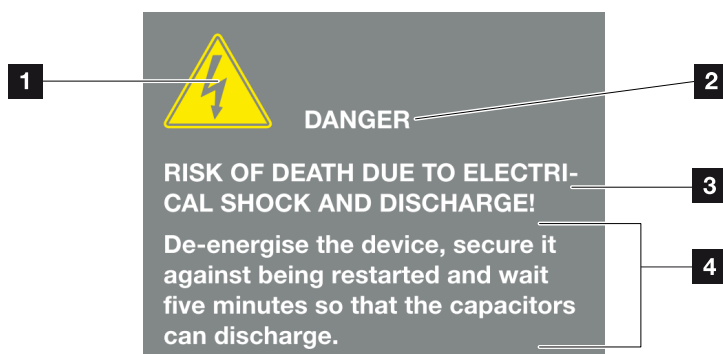 1
2
DANGER
RISK OF DEATH DUE TO ELECTRI-
CAL SHOCK AND DISCHARGE!
3
De-energise the device, secure it
against being restarted and wait
five minutes so that the capacitors
can discharge.
4